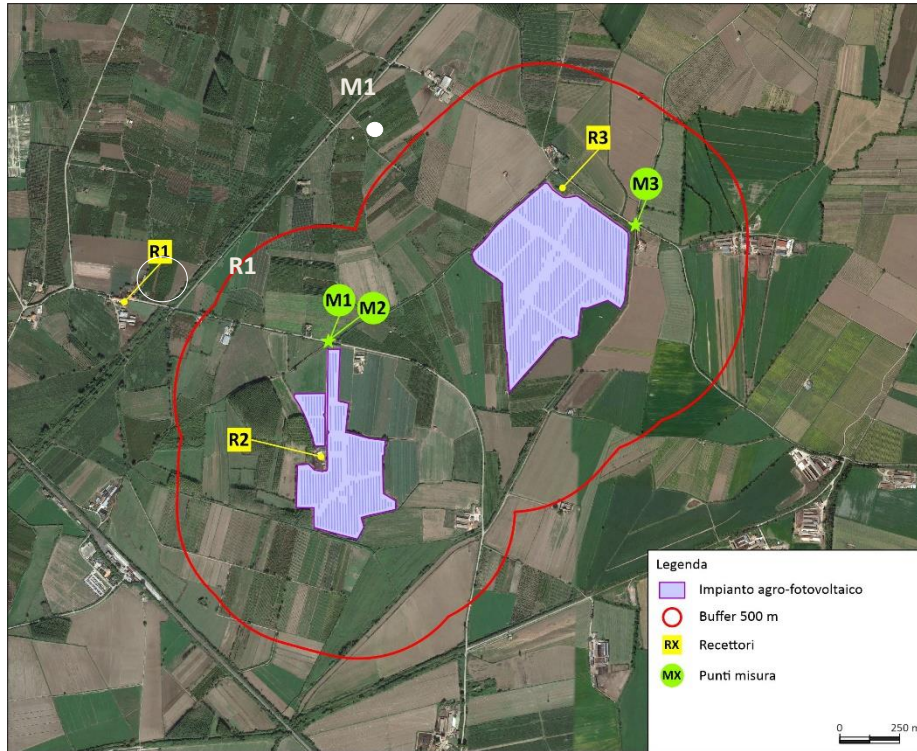 M1
R3
M3
R1
R1
M1
M2
R2
Legenda
Impianto agro-fotovoltaico
Buffer 500 m
RX Recettori
MX Punti misura
0 250 m